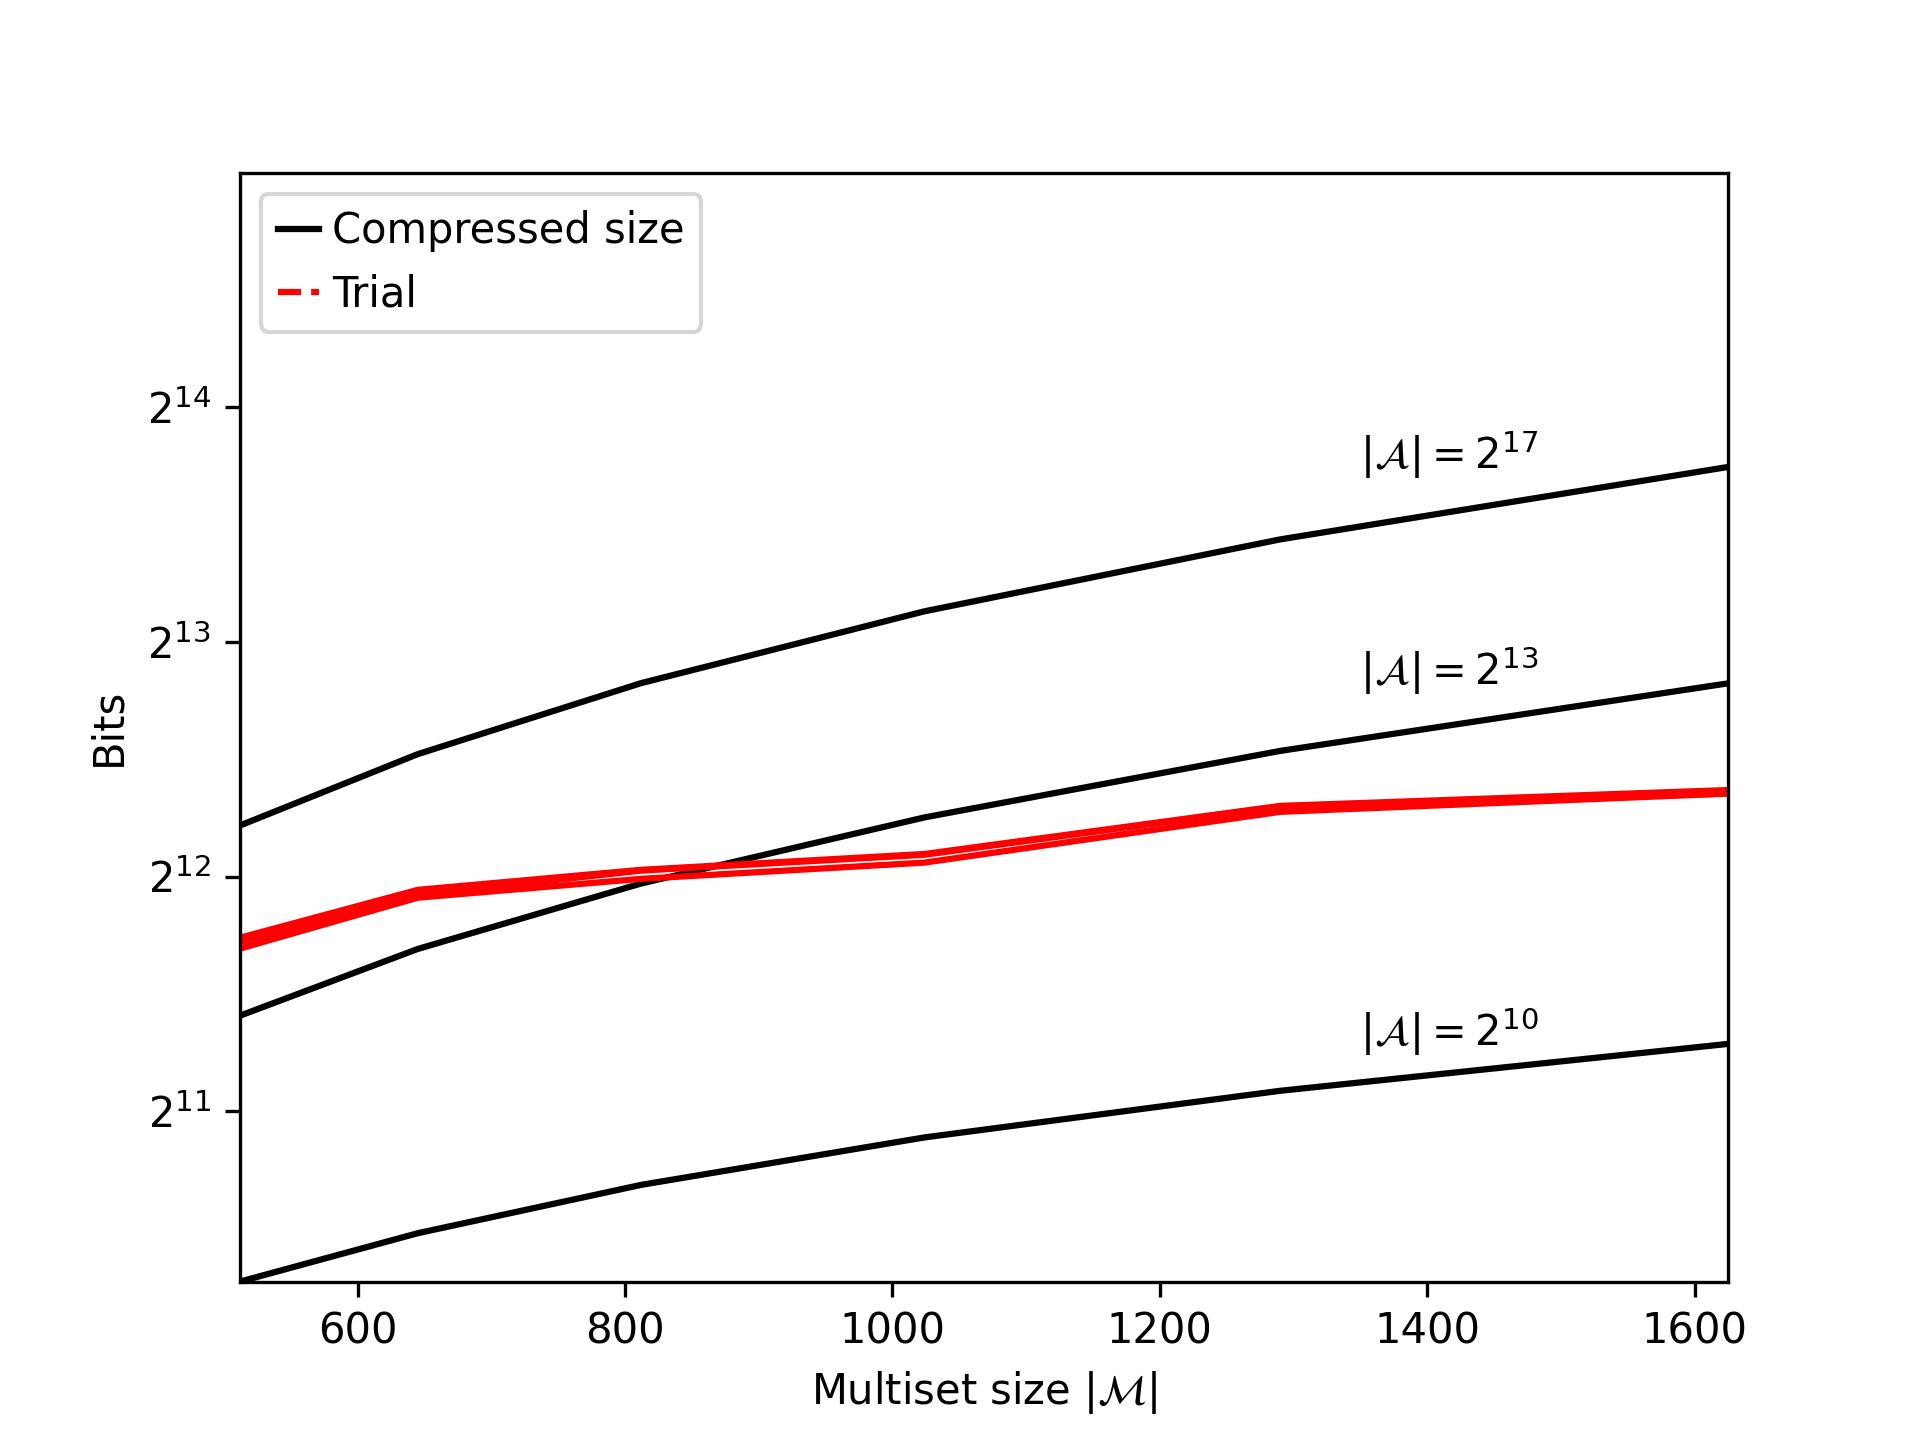 Compressed size
Trial
2^14
2^13
2^12
2^11
Bits
|𝒜| = 2^17
|𝒜| = 2^13
|𝒜| = 2^10
600 800 1000 1200 1400 1600
Multiset size |ℳ|